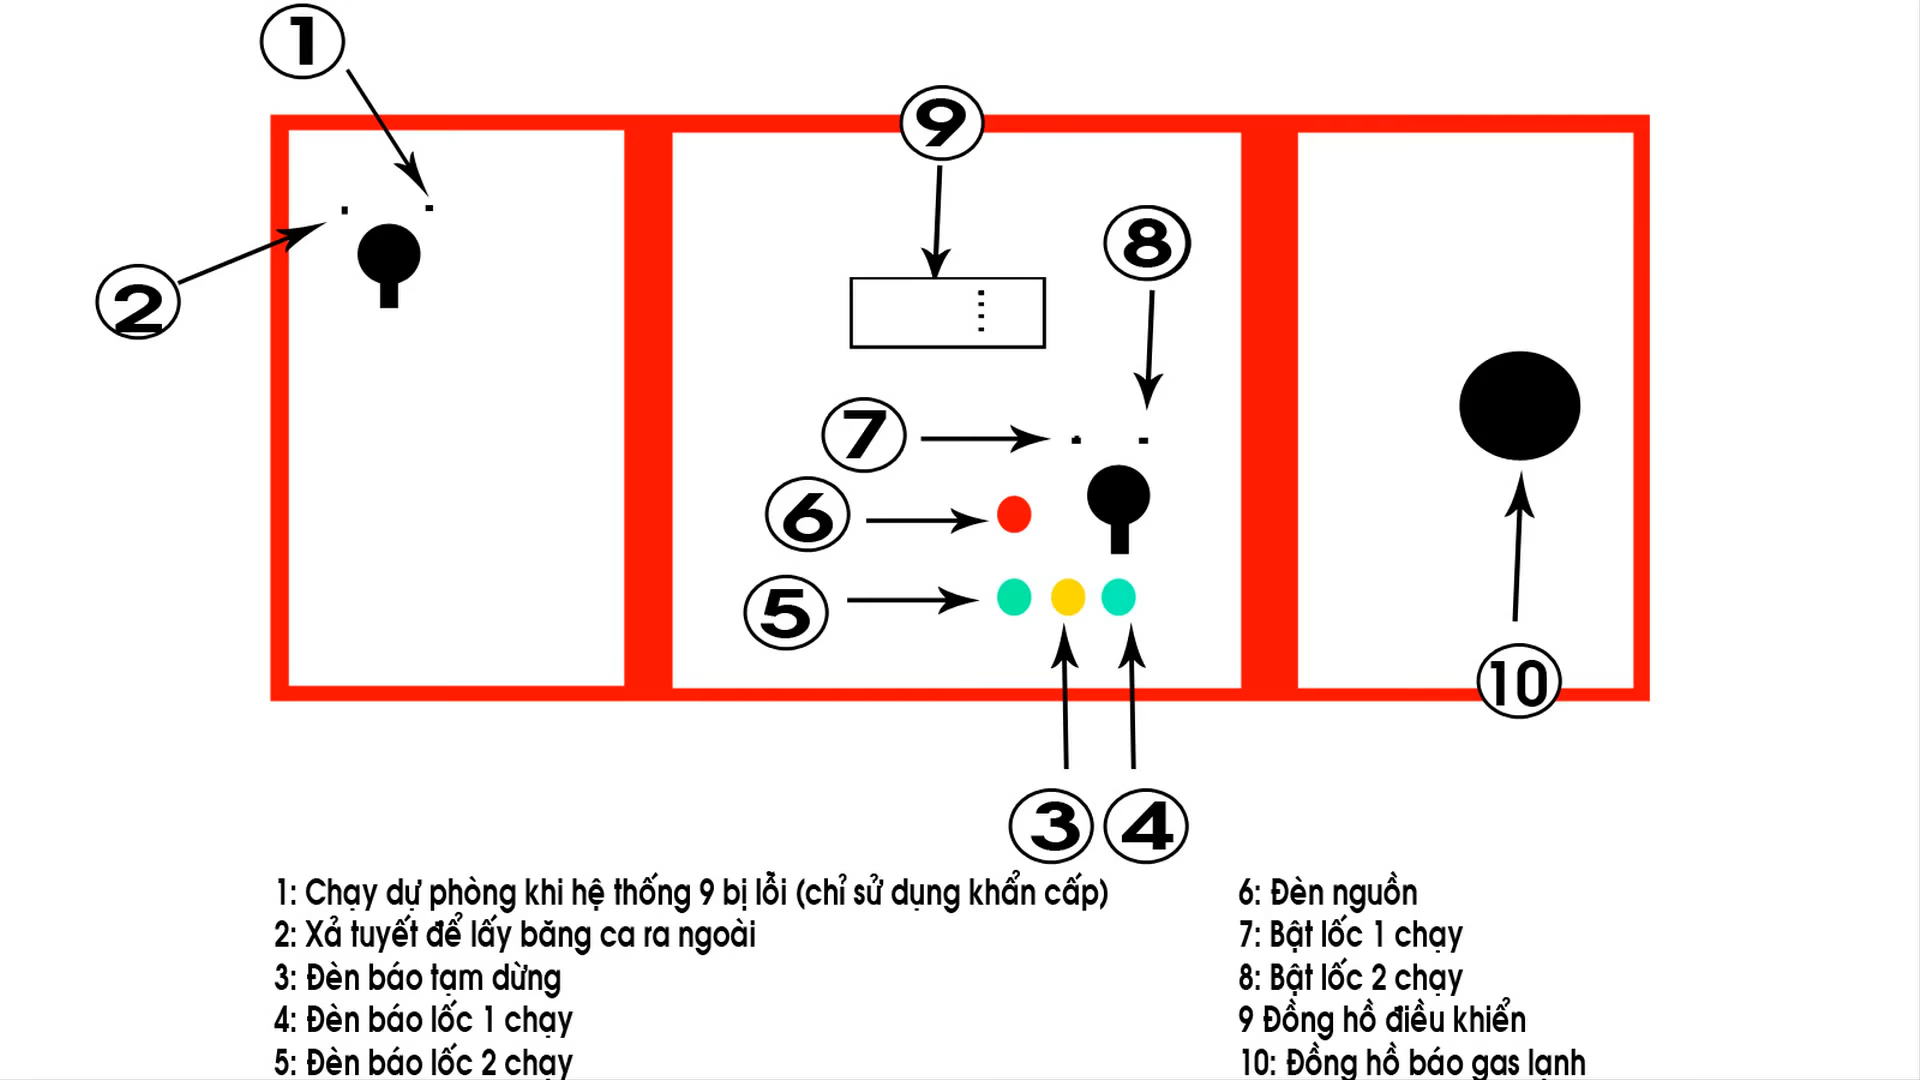 1
9
8
2
7
6
5
10
3
4
1: Chạy dự phòng khi hệ thống 9 bị lỗi (chỉ sử dụng khẩn cấp)
2: Xả tuyết để lấy băng ca ra ngoài
3: Đèn báo tạm dừng
4: Đèn báo lốc 1 chạy
5: Đèn báo lốc 2 chạy
6: Đèn nguồn
7: Bật lốc 1 chạy
8: Bật lốc 2 chạy
9 Đồng hồ điều khiển
10: Đồng hồ báo gas lạnh